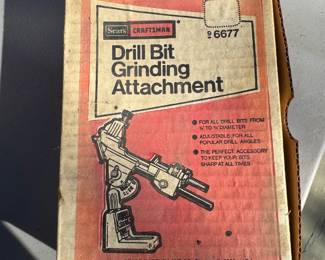 Sears CRAFTSMAN
9 6677
Drill Bit
Grinding
Attachment
FOR ALL DRILL BITS FROM
DIAMETER
ADJUSTABLE FOR ALL
POPULAR DRILL ANGLES
THE PERFECT ACCESSORY
TO KEEP YOUR BITS
SHARP AT ALL TIMES